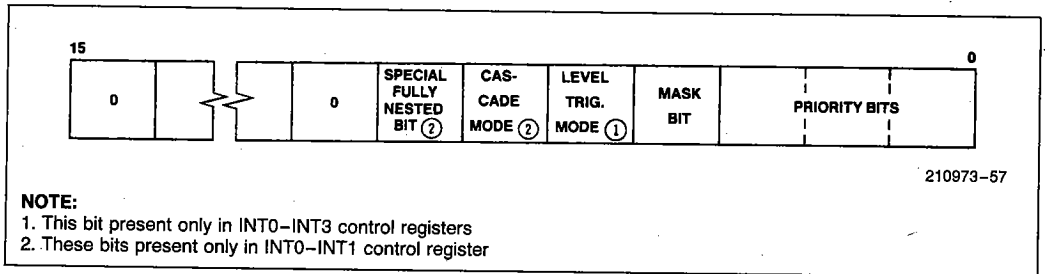 15
0
0
0
SPECIAL
FULLY
NESTED
BIT ②
CAS-
CADE
MODE ②
LEVEL
TRIG.
MODE ①
MASK
BIT
PRIORITY BITS
210973–57
NOTE:
1. This bit present only in INT0–INT3 control registers
2. These bits present only in INT0–INT1 control register